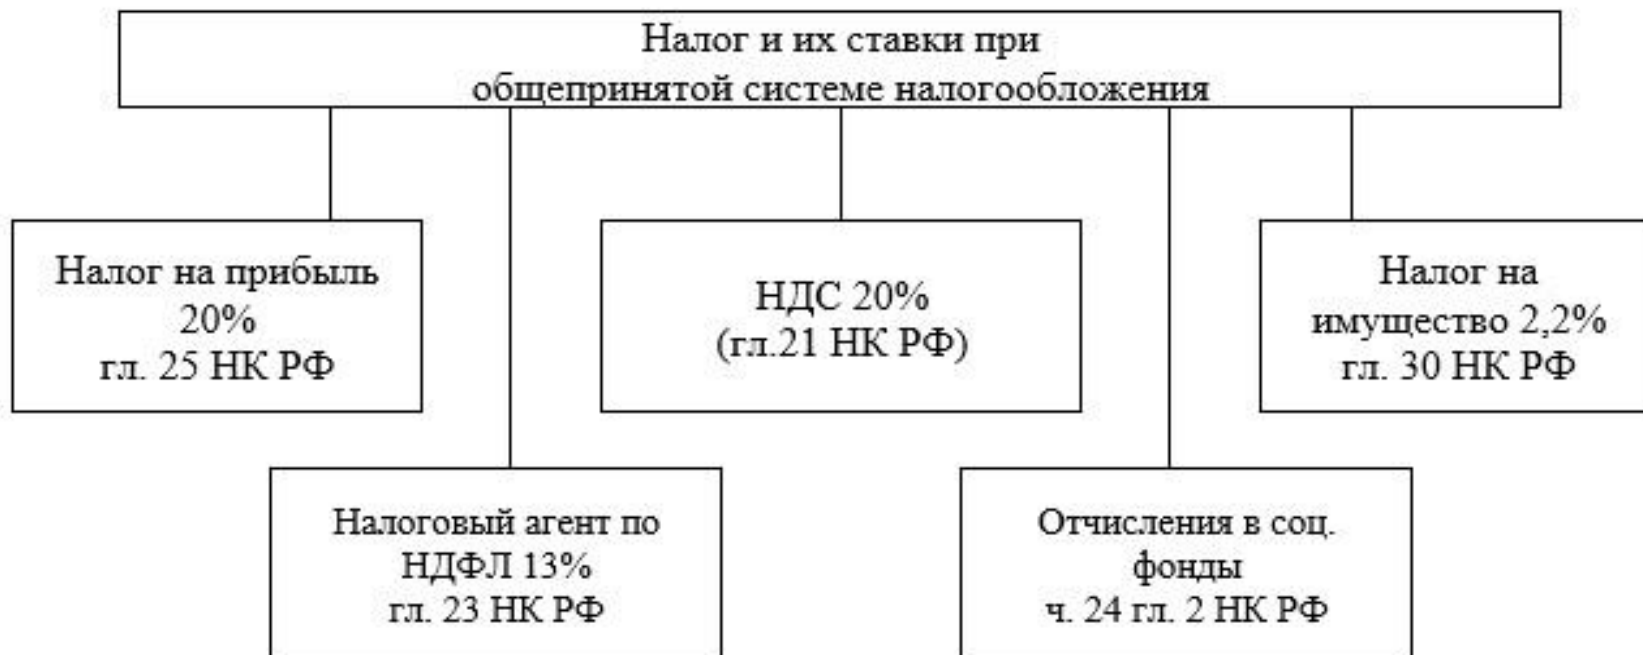 Налог и их ставки при
общепринятой системе налогообложения
Налог на прибыль
20%
гл. 25 НК РФ
НДС 20%
(гл.21 НК РФ)
Налог на
имущество 2,2%
гл. 30 НК РФ
Налоговый агент по
НДФЛ 13%
гл. 23 НК РФ
Отчисления в соц.
фонды
ч. 24 гл. 2 НК РФ